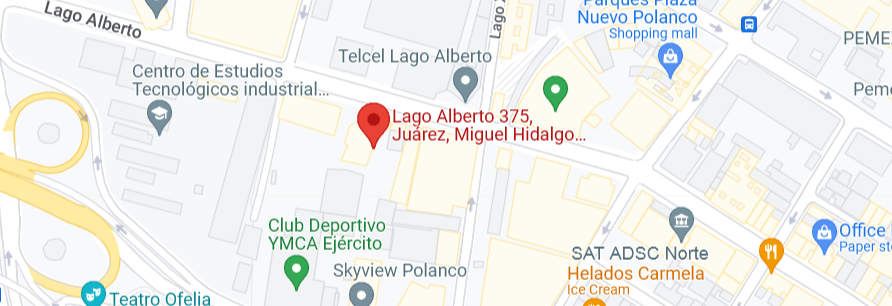 Lago Alberto
Parques Plaza
Nuevo Polanco
Shopping mall
Lago
PEMEX
Telcel Lago Alberto
Centro de Estudios
Tecnológicos industrial...
Peme
Lago Alberto 375,
Juárez, Miguel Hidalgo...
Club Deportivo
YMCA Ejército
Office
Paper st
SAT ADSC Norte
Skyview Polanco
Helados Carmela
Ice Cream
Teatro Ofelia